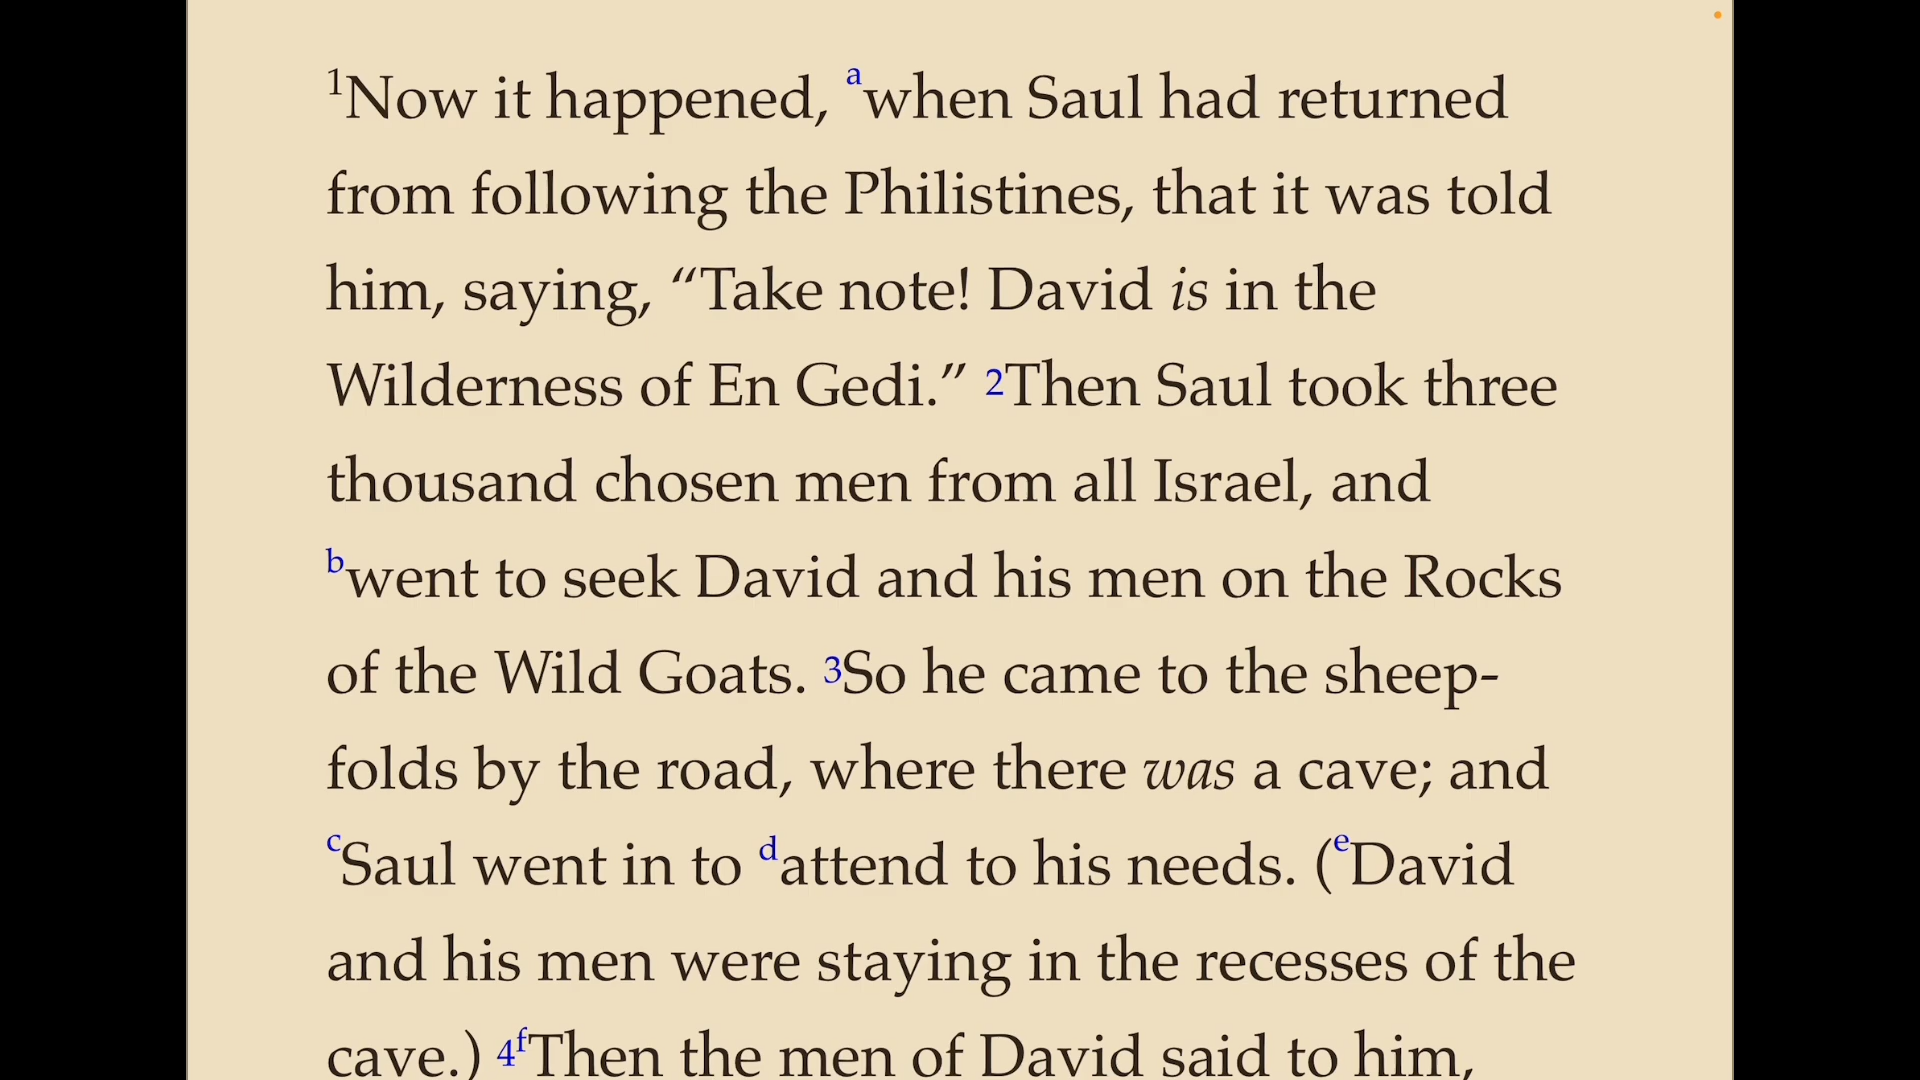 1Now it happened, awhen Saul had returned
from following the Philistines, that it was told
him, saying, “Take note! David is in the
Wilderness of En Gedi.” 2Then Saul took three
thousand chosen men from all Israel, and
bwent to seek David and his men on the Rocks
of the Wild Goats. 3So he came to the sheep-
folds by the road, where there was a cave; and
cSaul went in to dattend to his needs. (eDavid
and his men were staying in the recesses of the
cave.) 4fThen the men of David said to him,